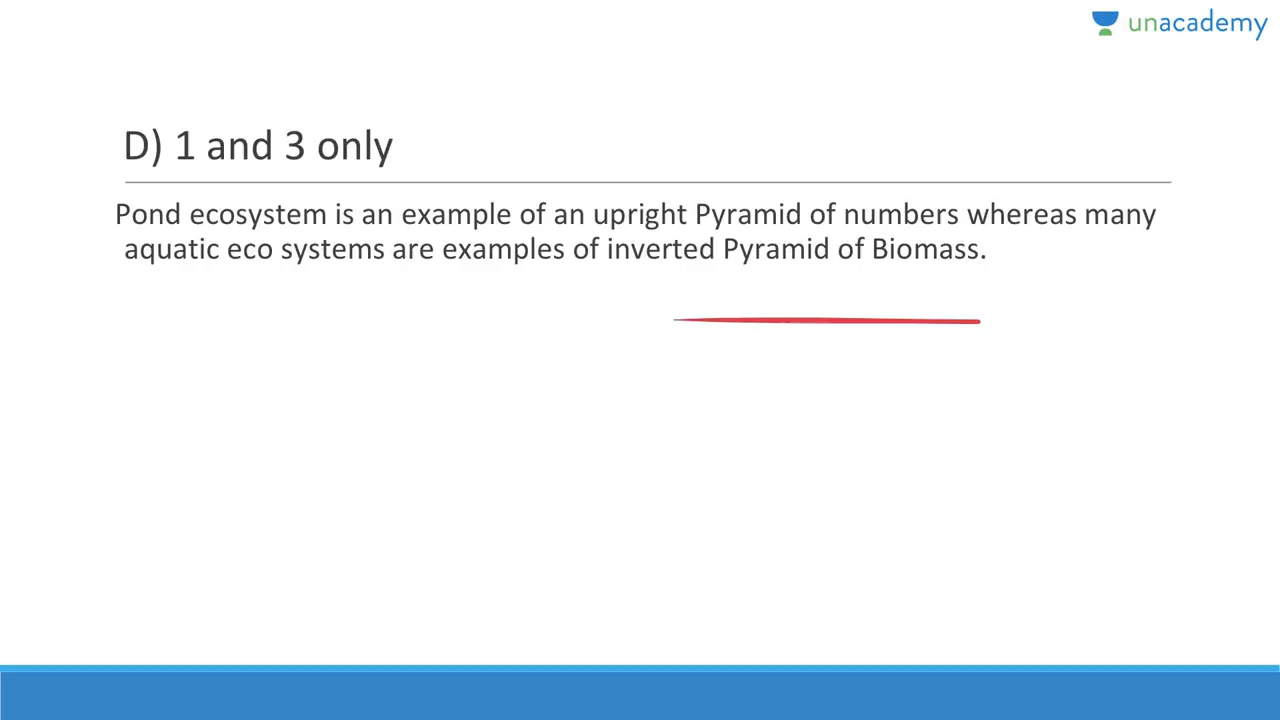 unacademy
D) 1 and 3 only
Pond ecosystem is an example of an upright Pyramid of numbers whereas many
aquatic eco systems are examples of inverted Pyramid of Biomass.